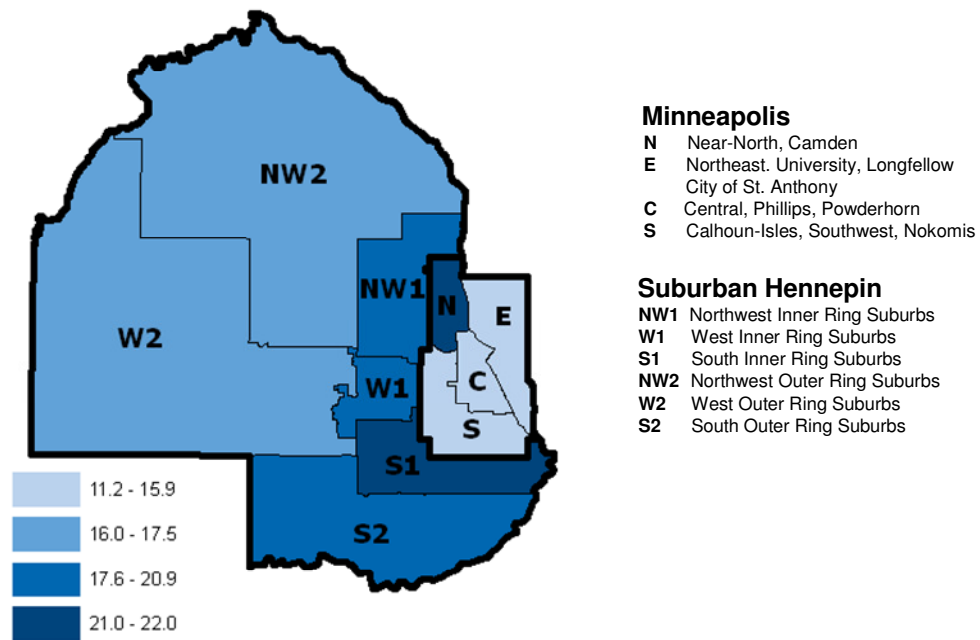 NW2
NW1
N
E
W2
W1
C
S
S1
S2
11.2 - 15.9
16.0 - 17.5
17.6 - 20.9
21.0 - 22.0
Minneapolis
N Near-North, Camden
E Northeast. University, Longfellow
City of St. Anthony
C Central, Phillips, Powderhorn
S Calhoun-Isles, Southwest, Nokomis
Suburban Hennepin
NW1 Northwest Inner Ring Suburbs
W1 West Inner Ring Suburbs
S1 South Inner Ring Suburbs
NW2 Northwest Outer Ring Suburbs
W2 West Outer Ring Suburbs
S2 South Outer Ring Suburbs